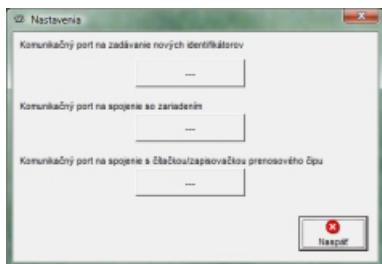 Nastavenia
Komunikačný port na zadávanie nových identifikátorov
---
Komunikačný port na spojenie so zariadením
---
Komunikačný port na spojenie s čítačkou/zapisovačkou prenosového čipu
---
Naspäť